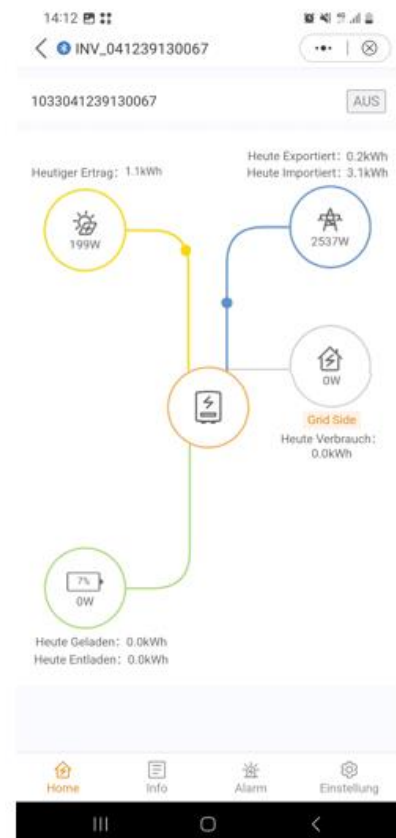 14:12
INV_041239130067
1033041239130067
AUS
Heutiger Ertrag: 1.1kWh
Heute Exportiert: 0.2kWh
Heute Importiert: 3.1kWh
199W
2537W
0W
Grid Side
Heute Verbrauch:
0.0kWh
7%
0W
Heute Geladen: 0.0kWh
Heute Entladen: 0.0kWh
Home
Info
Alarm
Einstellung